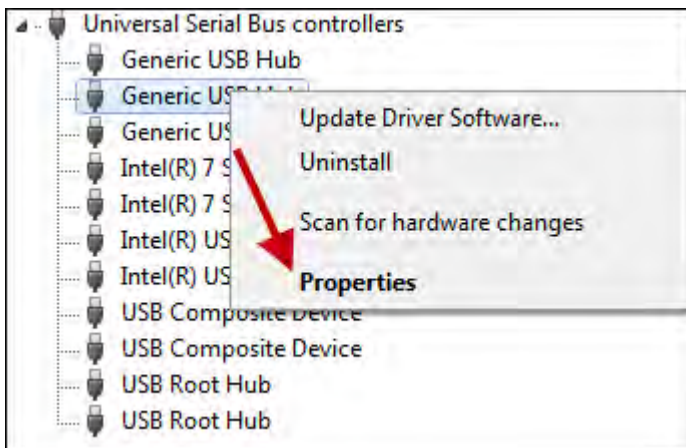 Universal Serial Bus controllers
Generic USB Hub
Generic USB Hub
Update Driver Software...
Generic US
Uninstall
Intel(R) 7 S
Intel(R) 7 S
Scan for hardware changes
Intel(R) US
Intel(R) US
Properties
USB Composite Device
USB Composite Device
USB Root Hub
USB Root Hub